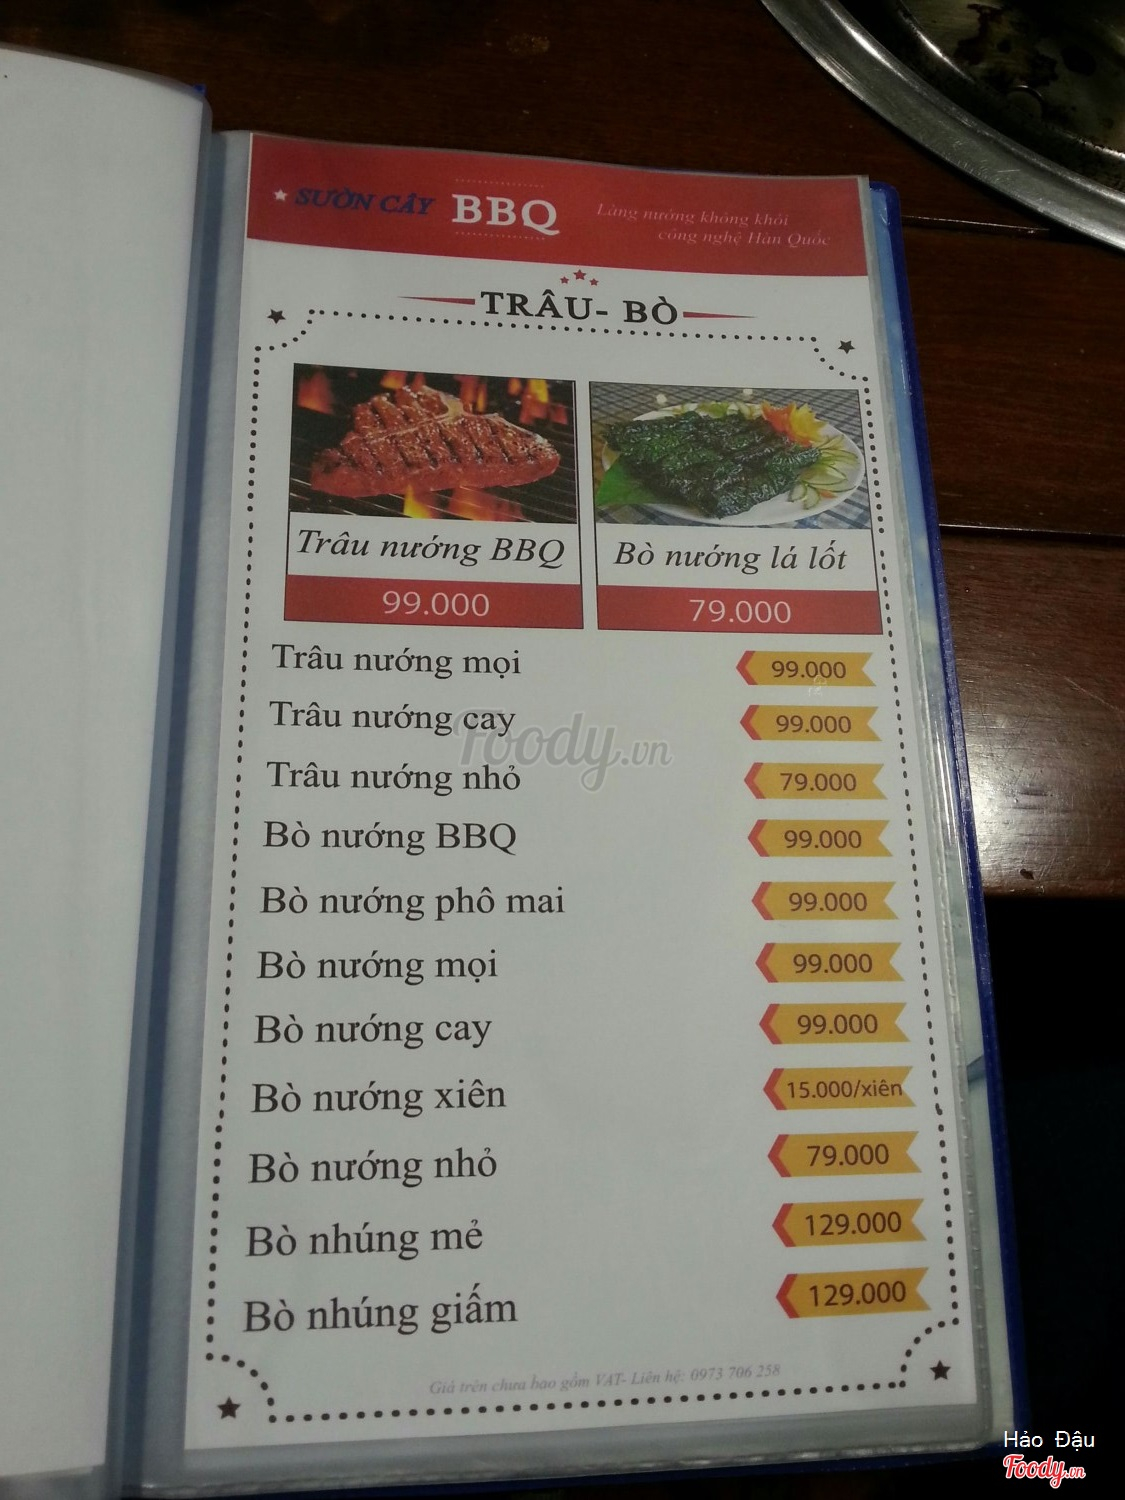 SƯỜN CÂY BBQ
Làng nướng không khói
công nghệ Hàn Quốc
TRÂU- BÒ
Trâu nướng BBQ
99.000
Bò nướng lá lốt
79.000
Trâu nướng mọi 99.000
Trâu nướng cay 99.000
Trâu nướng nhỏ 79.000
Bò nướng BBQ 99.000
Bò nướng phô mai 99.000
Bò nướng mọi 99.000
Bò nướng cay 99.000
Bò nướng xiên 15.000/xiên
Bò nướng nhỏ 79.000
Bò nhúng mẻ 129.000
Bò nhúng giấm 129.000
Giá trên chưa bao gồm VAT- Liên hệ: 0973 706 258
Foody.vn
Hảo Đậu
Foody.vn